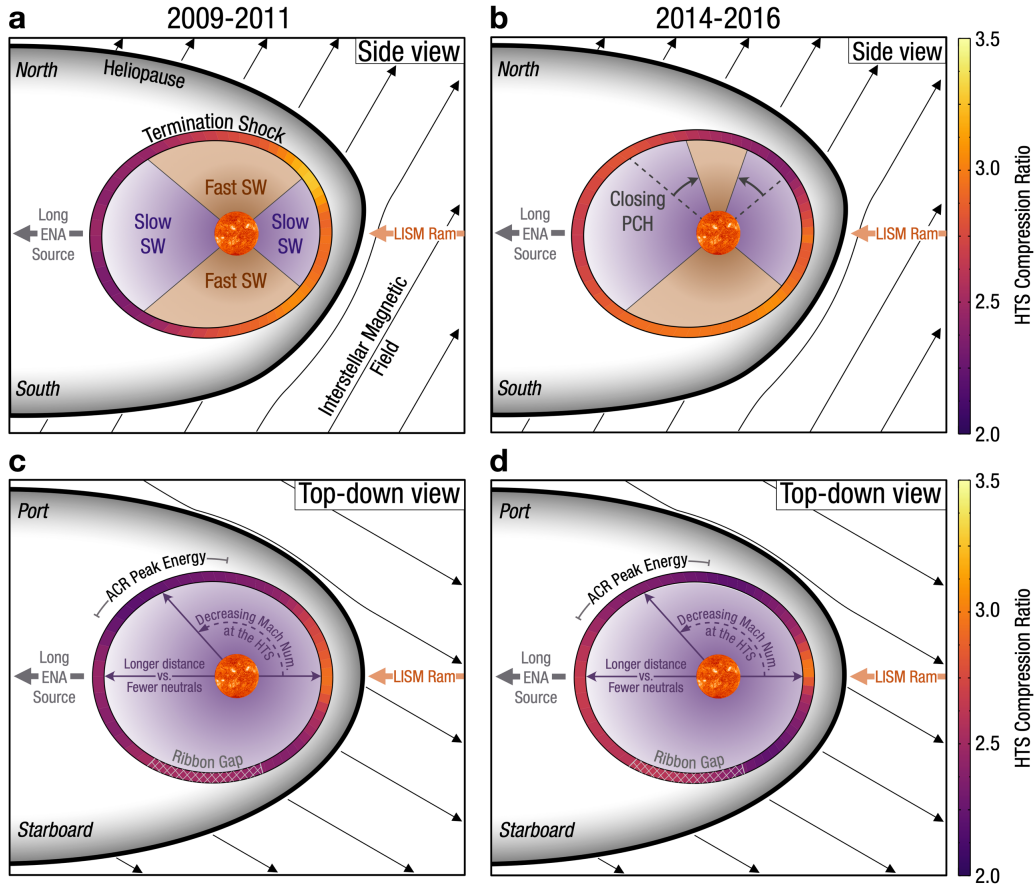 a
2009-2011
Side view
North
Heliopause
Termination Shock
Fast SW
Slow
SW
Slow
SW
Fast SW
Long
ENA
Source
LISM Ram
Interstellar Magnetic
Field
South
b
2014-2016
Side view
North
Closing
PCH
Long
ENA
Source
LISM Ram
South
3.5
3.0
2.5
2.0
HTS Compression Ratio
c
Top-down view
Port
ACR Peak Energy
Decreasing Mach Num.
at the HTS
Longer distance
vs.
Fewer neutrals
Long
ENA
Source
LISM Ram
Ribbon Gap
Starboard
d
Top-down view
Port
ACR Peak Energy
Decreasing Mach Num.
at the HTS
Longer distance
vs.
Fewer neutrals
Long
ENA
Source
LISM Ram
Ribbon Gap
Starboard
3.5
3.0
2.5
2.0
HTS Compression Ratio